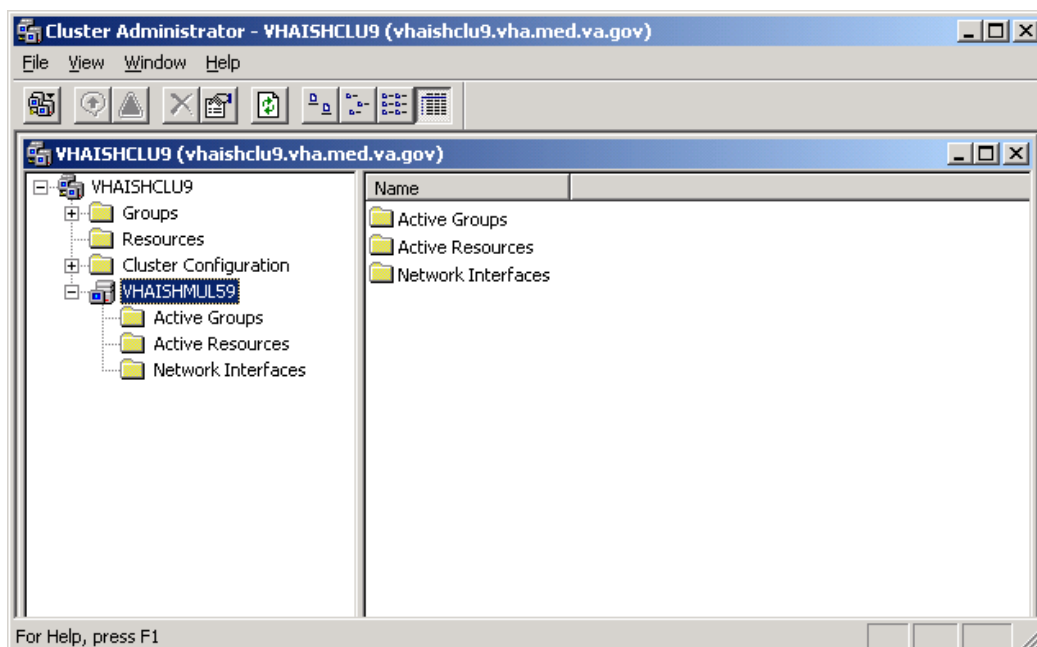 Cluster Administrator - VHAISHCLU9 (vhaishclu9.vha.med.va.gov)
File View Window Help
VHAISHCLU9 (vhaishclu9.vha.med.va.gov)
VHAISHCLU9
Groups
Resources
Cluster Configuration
VHAISHMUL59
Active Groups
Active Resources
Network Interfaces
Name
Active Groups
Active Resources
Network Interfaces
For Help, press F1